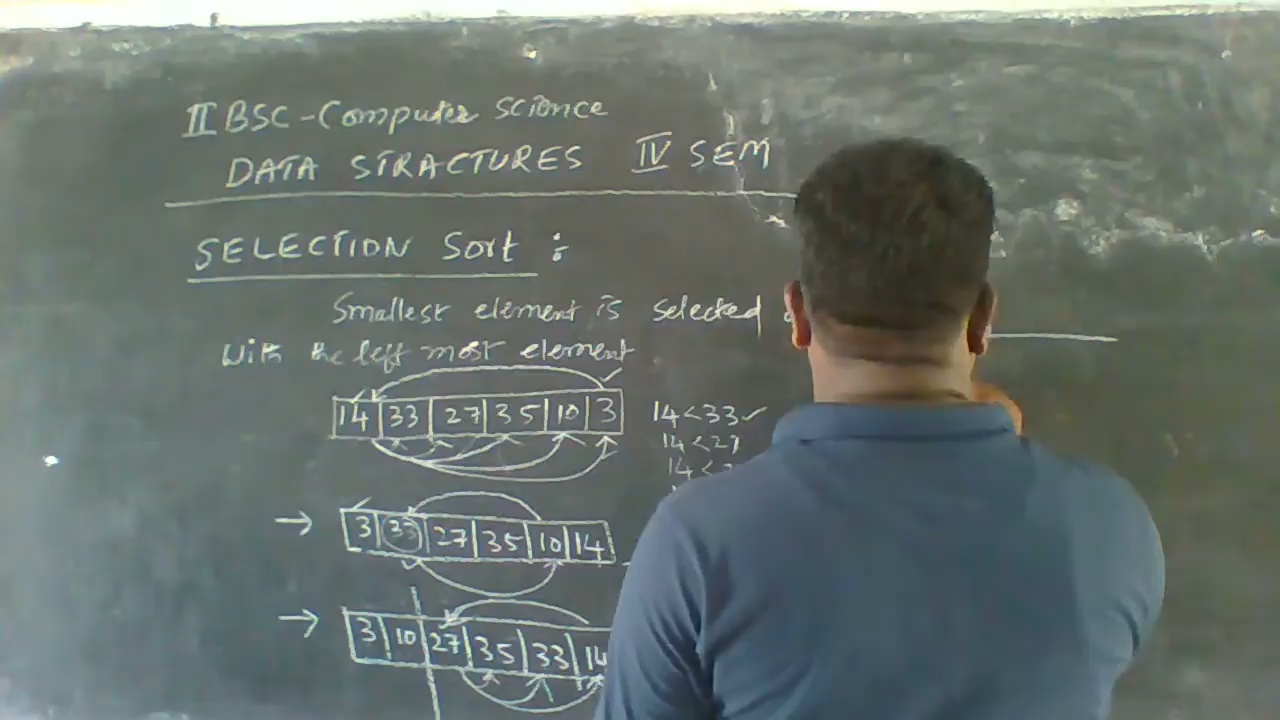 II BSC-Computer Science
DATA STRACTURES IV SEM
SELECTION Sort :
Smallest element is selected
With the left most element
14 33 27 35 10 3
14<33
14<27
14<
3 33 27 35 10 14
3 10 27 35 33 14